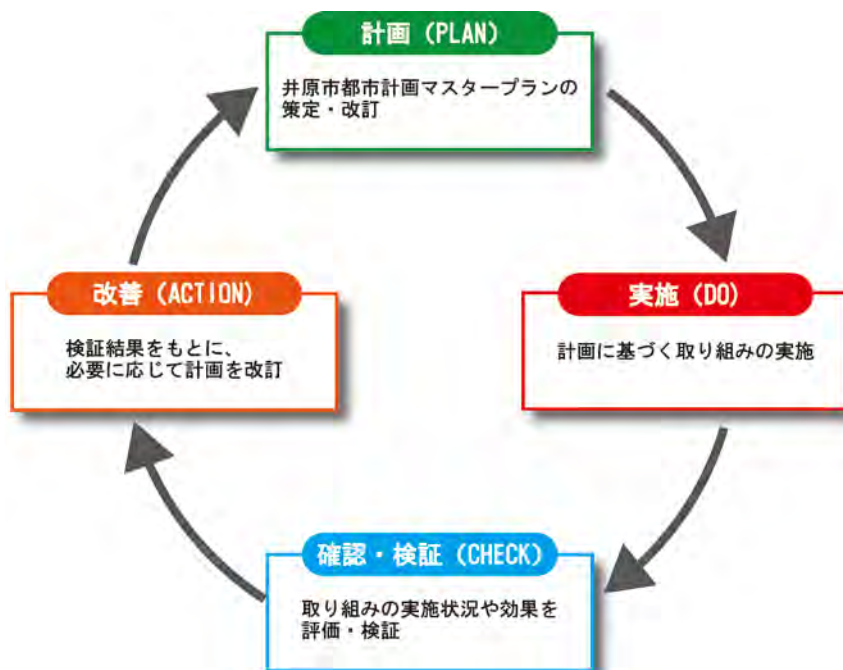 計画（PLAN）
井原市都市計画マスタープランの
策定・改訂
実施（DO）
計画に基づく取り組みの実施
確認・検証（CHECK）
取り組みの実施状況や効果を
評価・検証
改善（ACTION）
検証結果をもとに、
必要に応じて計画を改訂